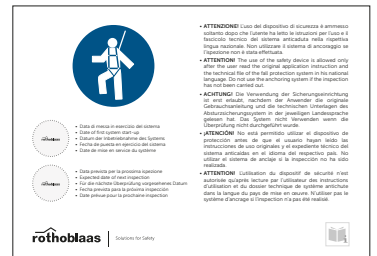 • ATTENZIONE! L'uso del dispositivo di sicurezza è ammesso
soltanto dopo che l'utente ha letto le istruzioni per l'uso e il
fascicolo tecnico del sistema anticaduta nella rispettiva
lingua nazionale. Non utilizzare il sistema di ancoraggio se
l'ispezione non è stata effettuata.
• ATTENTION! The use of the safety device is allowed only
after the user read the original application instruction and
the technical file of the fall protection system in his national
language. Do not use the anchoring system if the inspection
has not been carried out.
• ACHTUNG! Die Verwendung der Sicherungseinrichtung
ist erst erlaubt, nachdem der Anwender die originale
Gebrauchsanleitung und die technischen Unterlagen des
Absturzsicherungssystem in der jeweiligen Landessprache
gelesen hat. Das System nicht Verwenden wenn die
Überprüfung nicht durchgeführt wurde.
• ¡ATENCIÓN! No está permitido utilizar el dispositivo de
protección antes de que el usuario hayan leído las
instrucciones de uso originales y el expediente técnico del
sistema anticaídas en el idioma del respectivo país. No
utilizar el sistema de anclaje si la inspección no ha sido
realizada.
• ATTENTION! L'utilisation du dispositif de sécurité n'est
autorisée qu'après lecture par l'utilisateur des instructions
d'utilisation et du dossier technique de système antichute
dans la langue du pays de mise en œuvre. N'utiliser pas le
système d'ancrage si l'inspection n'a pas été réalisé.
rothoblaas
• Data di messa in esercizio del sistema
• Date of first system start-up
• Datum der Inbetriebnahme des Systems
• Fecha de puesta en ejercicio del sistema
• Date de mise en service du système
rothoblaas
• Data prevista per la prossima ispezione
• Expected date of next inspection
• Für die nächste Überprüfung vorgesehenes Datum
• Fecha prevista para la próxima inspección
• Date prévue pour la prochaine inspection
rothoblaas
Solutions for Safety